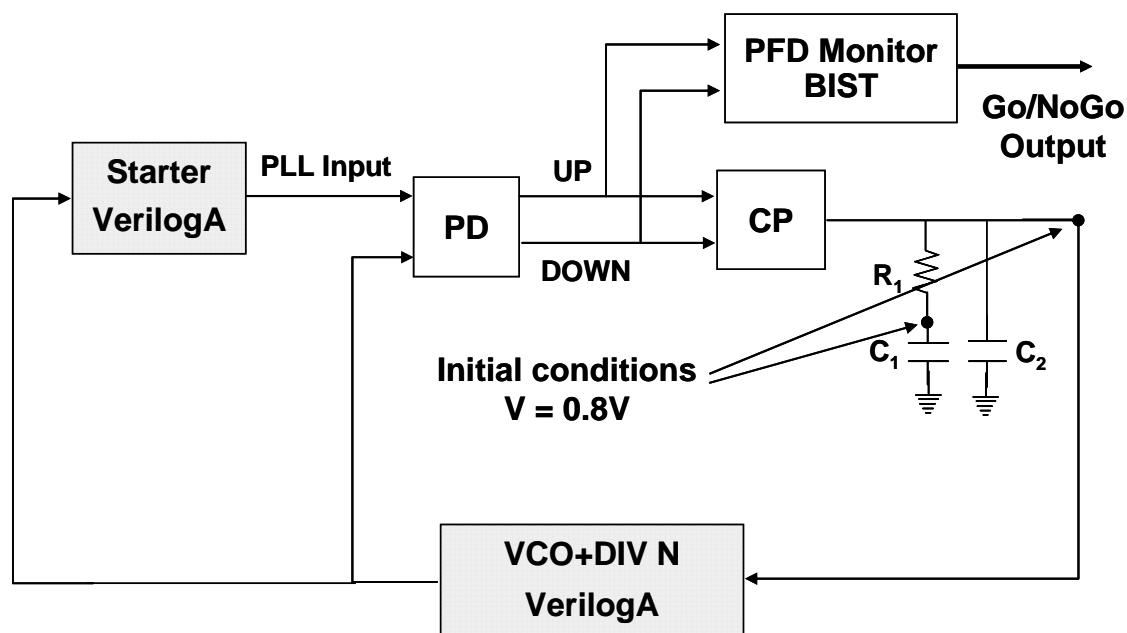 PFD Monitor
BIST
Go/NoGo
Output
Starter
VerilogA
PLL Input
UP
PD
CP
DOWN
R1
C1
C2
Initial conditions
V = 0.8V
VCO+DIV N
VerilogA